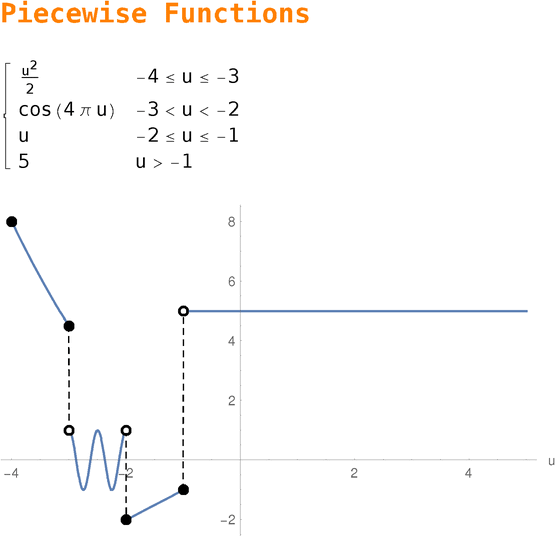 Piecewise Functions
u²/2 -4 ≤ u ≤ -3
cos(4 π u) -3 < u < -2
u -2 ≤ u ≤ -1
5 u > -1
8
6
4
2
-4 -2 2 4 u
-2